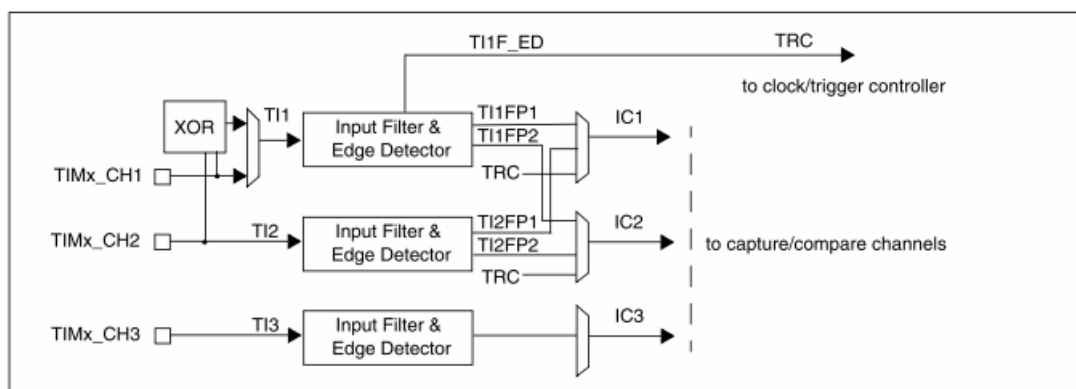 TI1F_ED
TRC
to clock/trigger controller
XOR
TI1
Input Filter &
Edge Detector
TI1FP1
TI1FP2
TRC
IC1
TIMx_CH1
TIMx_CH2
TI2
Input Filter &
Edge Detector
TI2FP1
TI2FP2
TRC
IC2
to capture/compare channels
TIMx_CH3
TI3
Input Filter &
Edge Detector
IC3